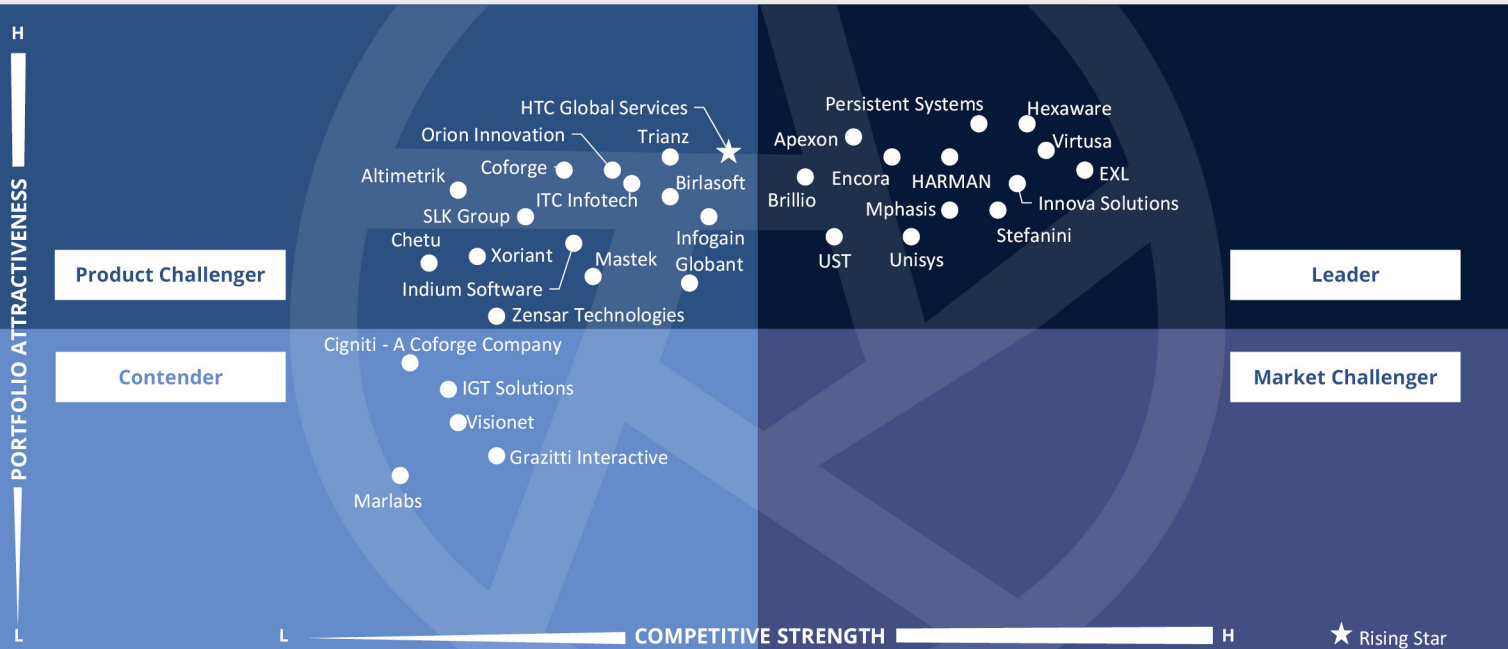 H
HTC Global Services
Persistent Systems
Hexaware
Orion Innovation
Trianz
Apexon
Virtusa
Coforge
Altimetrik
Birlasoft
Encora
HARMAN
EXL
ITC Infotech
Brillio
Innova Solutions
SLK Group
Mphasis
Chetu
Infogain
Stefanini
Xoriant
Mastek
Globant
UST
Unisys
Product Challenger
Leader
Indium Software
Zensar Technologies
Cigniti - A Coforge Company
Contender
IGT Solutions
Market Challenger
Visionet
Grazitti Interactive
Marlabs
PORTFOLIO ATTRACTIVENESS
L
L
COMPETITIVE STRENGTH
H
Rising Star